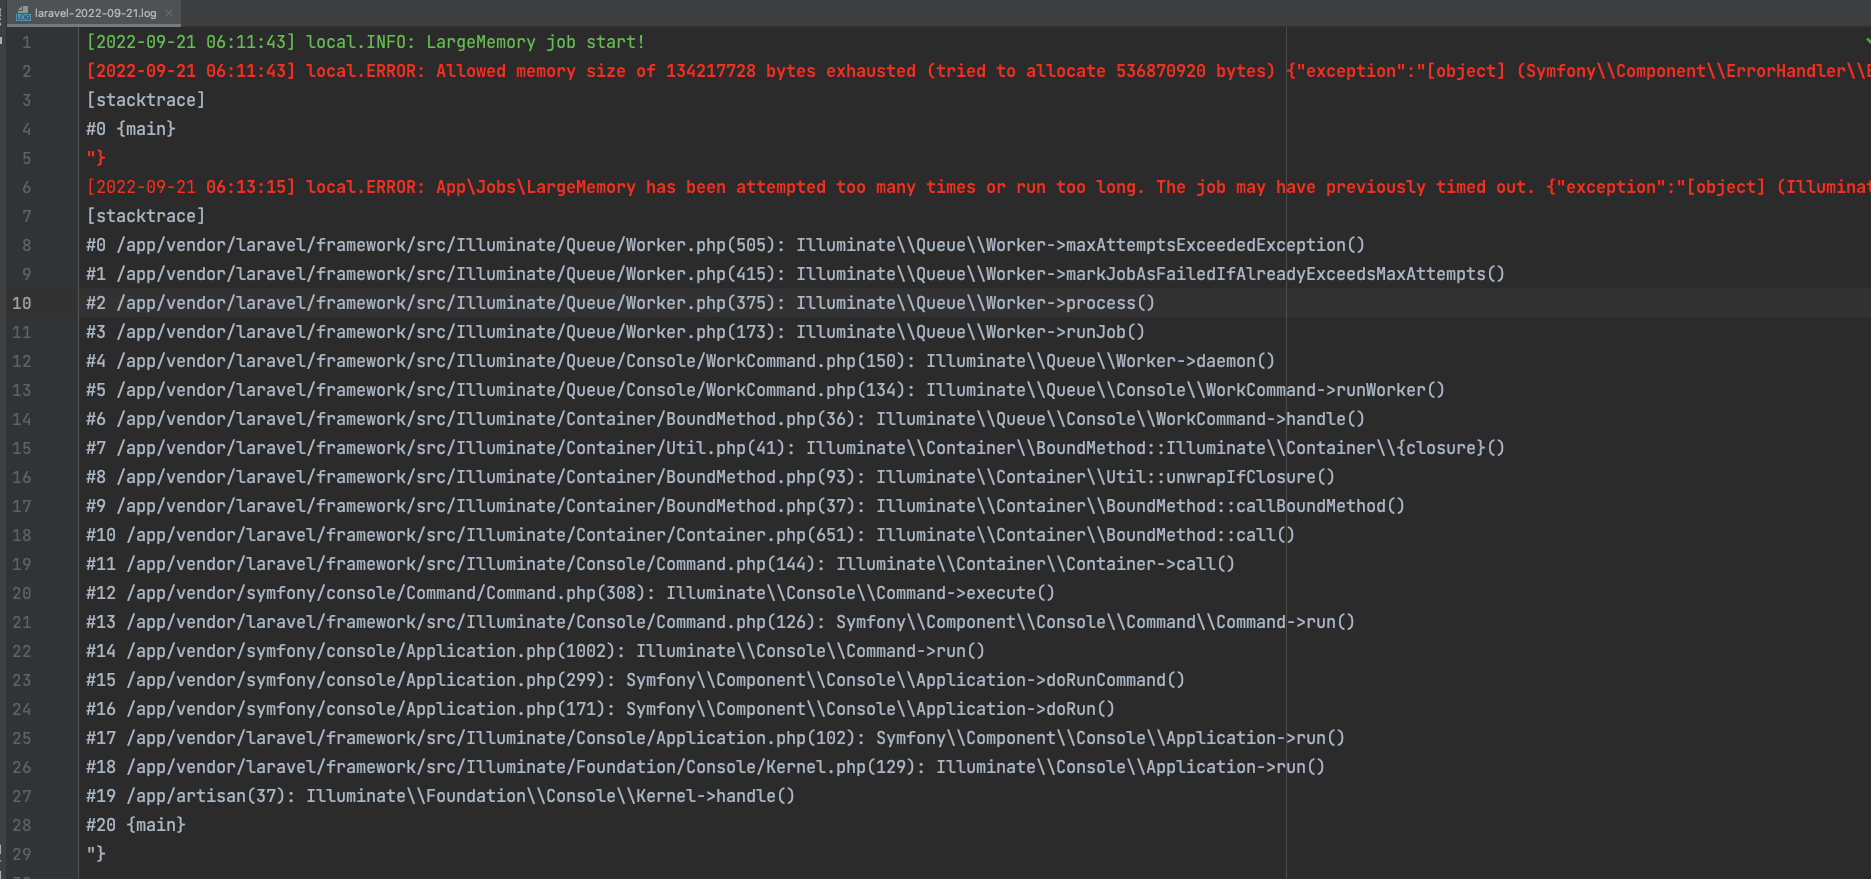 laravel-2022-09-21.log
1 [2022-09-21 06:11:43] local.INFO: LargeMemory job start!
2 [2022-09-21 06:11:43] local.ERROR: Allowed memory size of 134217728 bytes exhausted (tried to allocate 536870920 bytes) {"exception":"[object] (Symfony\\Component\\ErrorHandler\\
3 [stacktrace]
4 #0 {main}
5 "}
6 [2022-09-21 06:13:15] local.ERROR: App\Jobs\LargeMemory has been attempted too many times or run too long. The job may have previously timed out. {"exception":"[object] (Illuminat
7 [stacktrace]
8 #0 /app/vendor/laravel/framework/src/Illuminate/Queue/Worker.php(505): Illuminate\\Queue\\Worker->maxAttemptsExceededException()
9 #1 /app/vendor/laravel/framework/src/Illuminate/Queue/Worker.php(415): Illuminate\\Queue\\Worker->markJobAsFailedIfAlreadyExceedsMaxAttempts()
10 #2 /app/vendor/laravel/framework/src/Illuminate/Queue/Worker.php(375): Illuminate\\Queue\\Worker->process()
11 #3 /app/vendor/laravel/framework/src/Illuminate/Queue/Worker.php(173): Illuminate\\Queue\\Worker->runJob()
12 #4 /app/vendor/laravel/framework/src/Illuminate/Queue/Console/WorkCommand.php(150): Illuminate\\Queue\\Worker->daemon()
13 #5 /app/vendor/laravel/framework/src/Illuminate/Queue/Console/WorkCommand.php(134): Illuminate\\Queue\\Console\\WorkCommand->runWorker()
14 #6 /app/vendor/laravel/framework/src/Illuminate/Container/BoundMethod.php(36): Illuminate\\Queue\\Console\\WorkCommand->handle()
15 #7 /app/vendor/laravel/framework/src/Illuminate/Container/Util.php(41): Illuminate\\Container\\BoundMethod::Illuminate\\Container\\{closure}()
16 #8 /app/vendor/laravel/framework/src/Illuminate/Container/BoundMethod.php(93): Illuminate\\Container\\Util::unwrapIfClosure()
17 #9 /app/vendor/laravel/framework/src/Illuminate/Container/BoundMethod.php(37): Illuminate\\Container\\BoundMethod::callBoundMethod()
18 #10 /app/vendor/laravel/framework/src/Illuminate/Container/Container.php(651): Illuminate\\Container\\BoundMethod::call()
19 #11 /app/vendor/laravel/framework/src/Illuminate/Console/Command.php(144): Illuminate\\Container\\Container->call()
20 #12 /app/vendor/symfony/console/Command/Command.php(308): Illuminate\\Console\\Command->execute()
21 #13 /app/vendor/laravel/framework/src/Illuminate/Console/Command.php(126): Symfony\\Component\\Console\\Command\\Command->run()
22 #14 /app/vendor/symfony/console/Application.php(1002): Illuminate\\Console\\Command->run()
23 #15 /app/vendor/symfony/console/Application.php(299): Symfony\\Component\\Console\\Application->doRunCommand()
24 #16 /app/vendor/symfony/console/Application.php(171): Symfony\\Component\\Console\\Application->doRun()
25 #17 /app/vendor/laravel/framework/src/Illuminate/Console/Application.php(102): Symfony\\Component\\Console\\Application->run()
26 #18 /app/vendor/laravel/framework/src/Illuminate/Foundation/Console/Kernel.php(129): Illuminate\\Console\\Application->run()
27 #19 /app/artisan(37): Illuminate\\Foundation\\Console\\Kernel->handle()
28 #20 {main}
29 "}